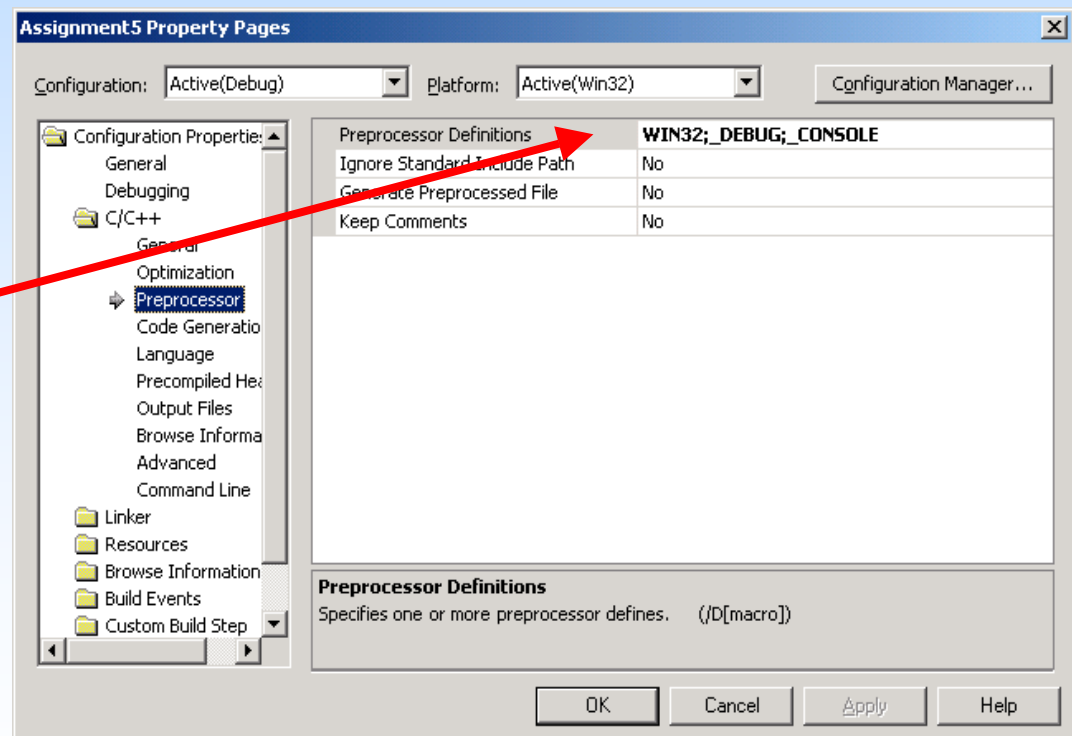 Assignment5 Property Pages
Configuration: Active(Debug) Platform: Active(Win32) Configuration Manager...
Configuration Propertie:
General
Debugging
C/C++
General
Optimization
Preprocessor
Code Generatio
Language
Precompiled Hea
Output Files
Browse Informa
Advanced
Command Line
Linker
Resources
Browse Information
Build Events
Custom Build Step
Preprocessor Definitions WIN32;_DEBUG;_CONSOLE
Ignore Standard Include Path No
Generate Preprocessed File No
Keep Comments No
Preprocessor Definitions
Specifies one or more preprocessor defines. (/D[macro])
OK Cancel Apply Help